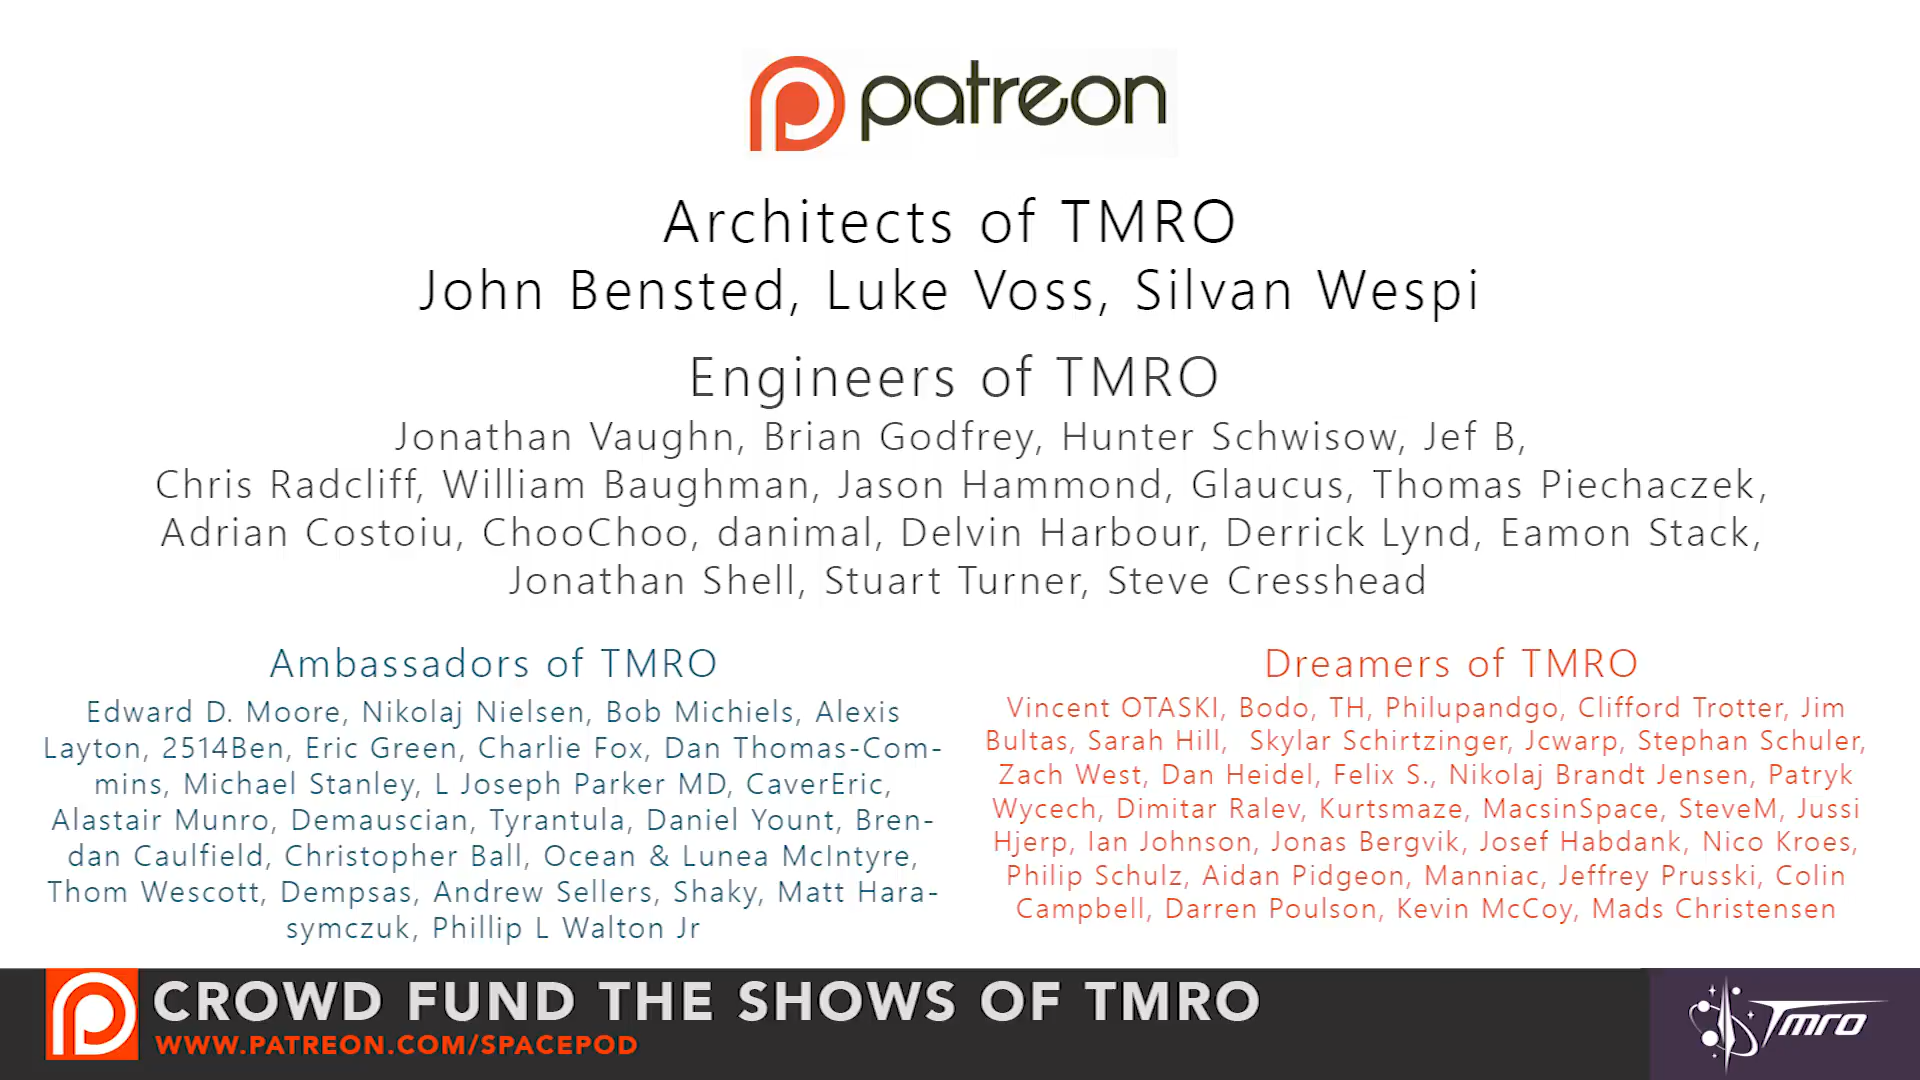 patreon
Architects of TMRO
John Bensted, Luke Voss, Silvan Wespi
Engineers of TMRO
Jonathan Vaughn, Brian Godfrey, Hunter Schwisow, Jef B,
Chris Radcliff, William Baughman, Jason Hammond, Glaucus, Thomas Piechaczek,
Adrian Costoiu, ChooChoo, danimal, Delvin Harbour, Derrick Lynd, Eamon Stack,
Jonathan Shell, Stuart Turner, Steve Cresshead
Ambassadors of TMRO
Edward D. Moore, Nikolaj Nielsen, Bob Michiels, Alexis
Layton, 2514Ben, Eric Green, Charlie Fox, Dan Thomas-Com-
mins, Michael Stanley, L Joseph Parker MD, CaverEric,
Alastair Munro, Demauscian, Tyrantula, Daniel Yount, Bren-
dan Caulfield, Christopher Ball, Ocean & Lunea McIntyre,
Thom Wescott, Dempsas, Andrew Sellers, Shaky, Matt Hara-
symczuk, Phillip L Walton Jr
Dreamers of TMRO
Vincent OTASKI, Bodo, TH, Philupandgo, Clifford Trotter, Jim
Bultas, Sarah Hill, Skylar Schirtzinger, Jcwarp, Stephan Schuler,
Zach West, Dan Heidel, Felix S., Nikolaj Brandt Jensen, Patryk
Wycech, Dimitar Ralev, Kurtsmaze, MacsinSpace, SteveM, Jussi
Hjerp, Ian Johnson, Jonas Bergvik, Josef Habdank, Nico Kroes,
Philip Schulz, Aidan Pidgeon, Manniac, Jeffrey Prusski, Colin
Campbell, Darren Poulson, Kevin McCoy, Mads Christensen
CROWD FUND THE SHOWS OF TMRO
WWW.PATREON.COM/SPACEPOD
Tmro